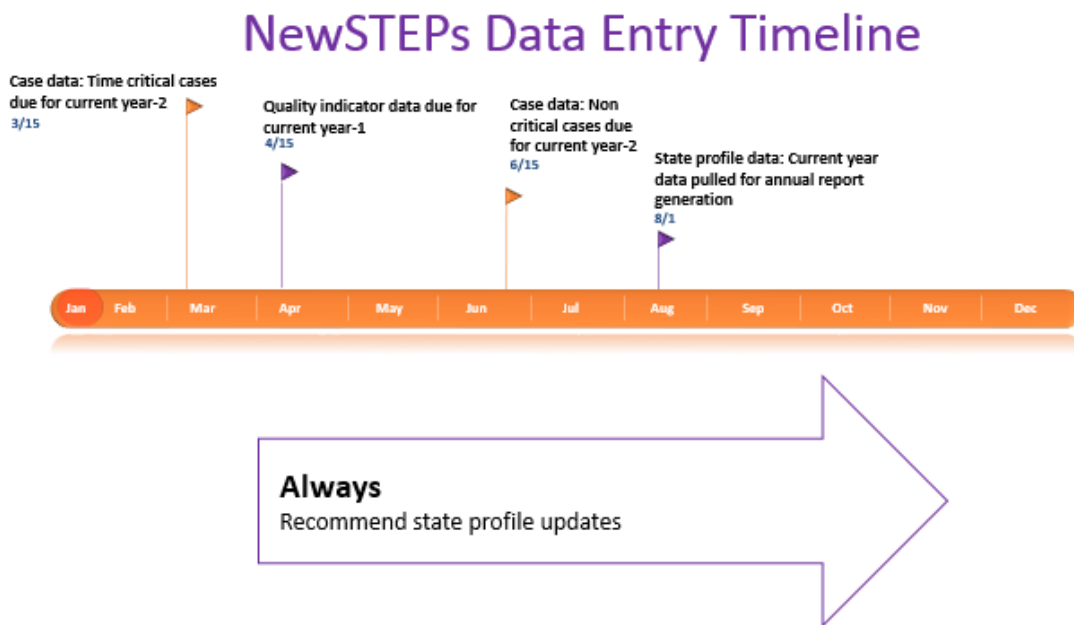 NewSTEPs Data Entry Timeline
Case data: Time critical cases
due for current year-2
3/15
Quality indicator data due for
current year-1
4/15
Case data: Non
critical cases due
for current year-2
6/15
State profile data: Current year
data pulled for annual report
generation
8/1
Jan Feb Mar Apr May Jun Jul Aug Sep Oct Nov Dec
Always
Recommend state profile updates